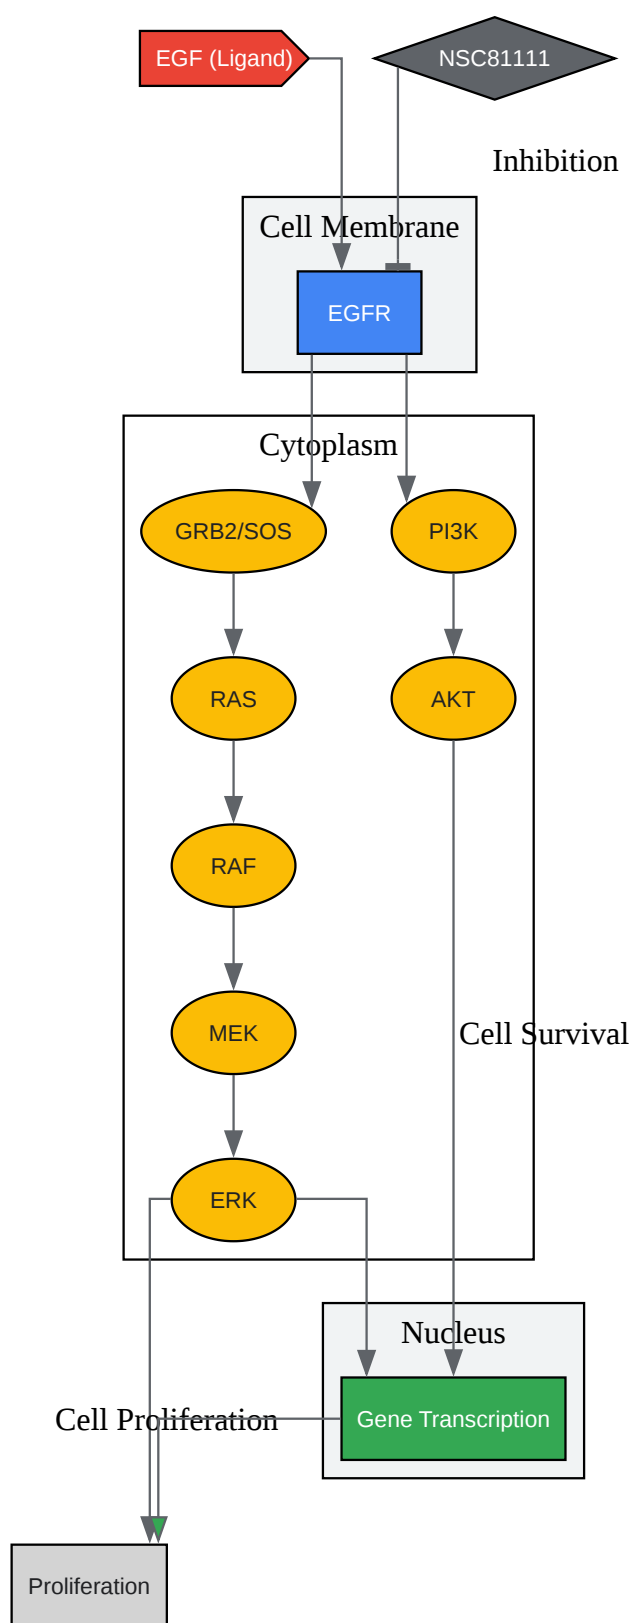 EGF (Ligand)
NSC81111
Inhibition
Cell Membrane
EGFR
Cytoplasm
GRB2/SOS
PI3K
RAS
AKT
RAF
MEK
Cell Survival
ERK
Nucleus
Gene Transcription
Cell Proliferation
Proliferation